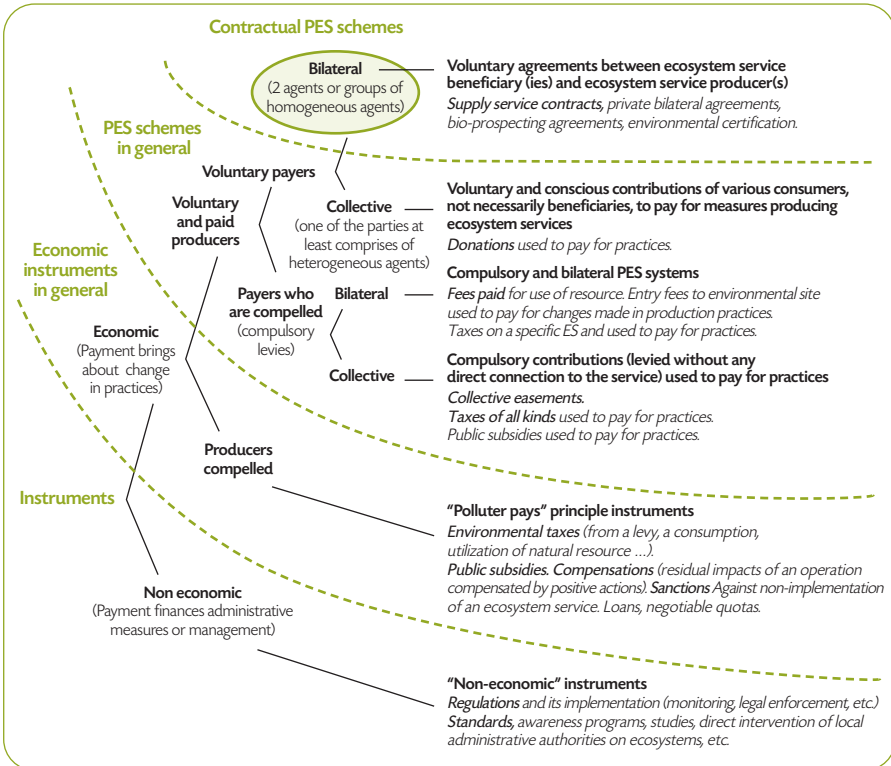 Contractual PES schemes
Bilateral
(2 agents or groups of
homogeneous agents)
Voluntary agreements between ecosystem service
beneficiary (ies) and ecosystem service producer(s)
Supply service contracts, private bilateral agreements,
bio-prospecting agreements, environmental certification.
PES schemes
in general
Voluntary payers
Voluntary
and paid
producers
Collective
(one of the parties at
least comprises of
heterogeneous agents)
Voluntary and conscious contributions of various consumers,
not necessarily beneficiaries, to pay for measures producing
ecosystem services
Donations used to pay for practices.
Economic
instruments
in general
Payers who
are compelled
(compulsory
levies)
Bilateral
Compulsory and bilateral PES systems
Fees paid for use of resource. Entry fees to environmental site
used to pay for changes made in production practices.
Taxes on a specific ES and used to pay for practices.
Economic
(Payment brings
about change
in practices)
Collective
Compulsory contributions (levied without any
direct connection to the service) used to pay for practices
Collective easements.
Taxes of all kinds used to pay for practices.
Public subsidies used to pay for practices.
Producers
compelled
Instruments
"Polluter pays" principle instruments
Environmental taxes (from a levy, a consumption,
utilization of natural resource ...).
Public subsidies. Compensations (residual impacts of an operation
compensated by positive actions). Sanctions Against non-implementation
of an ecosystem service. Loans, negotiable quotas.
Non economic
(Payment finances administrative
measures or management)
"Non-economic" instruments
Regulations and its implementation (monitoring, legal enforcement, etc.)
Standards, awareness programs, studies, direct intervention of local
administrative authorities on ecosystems, etc.